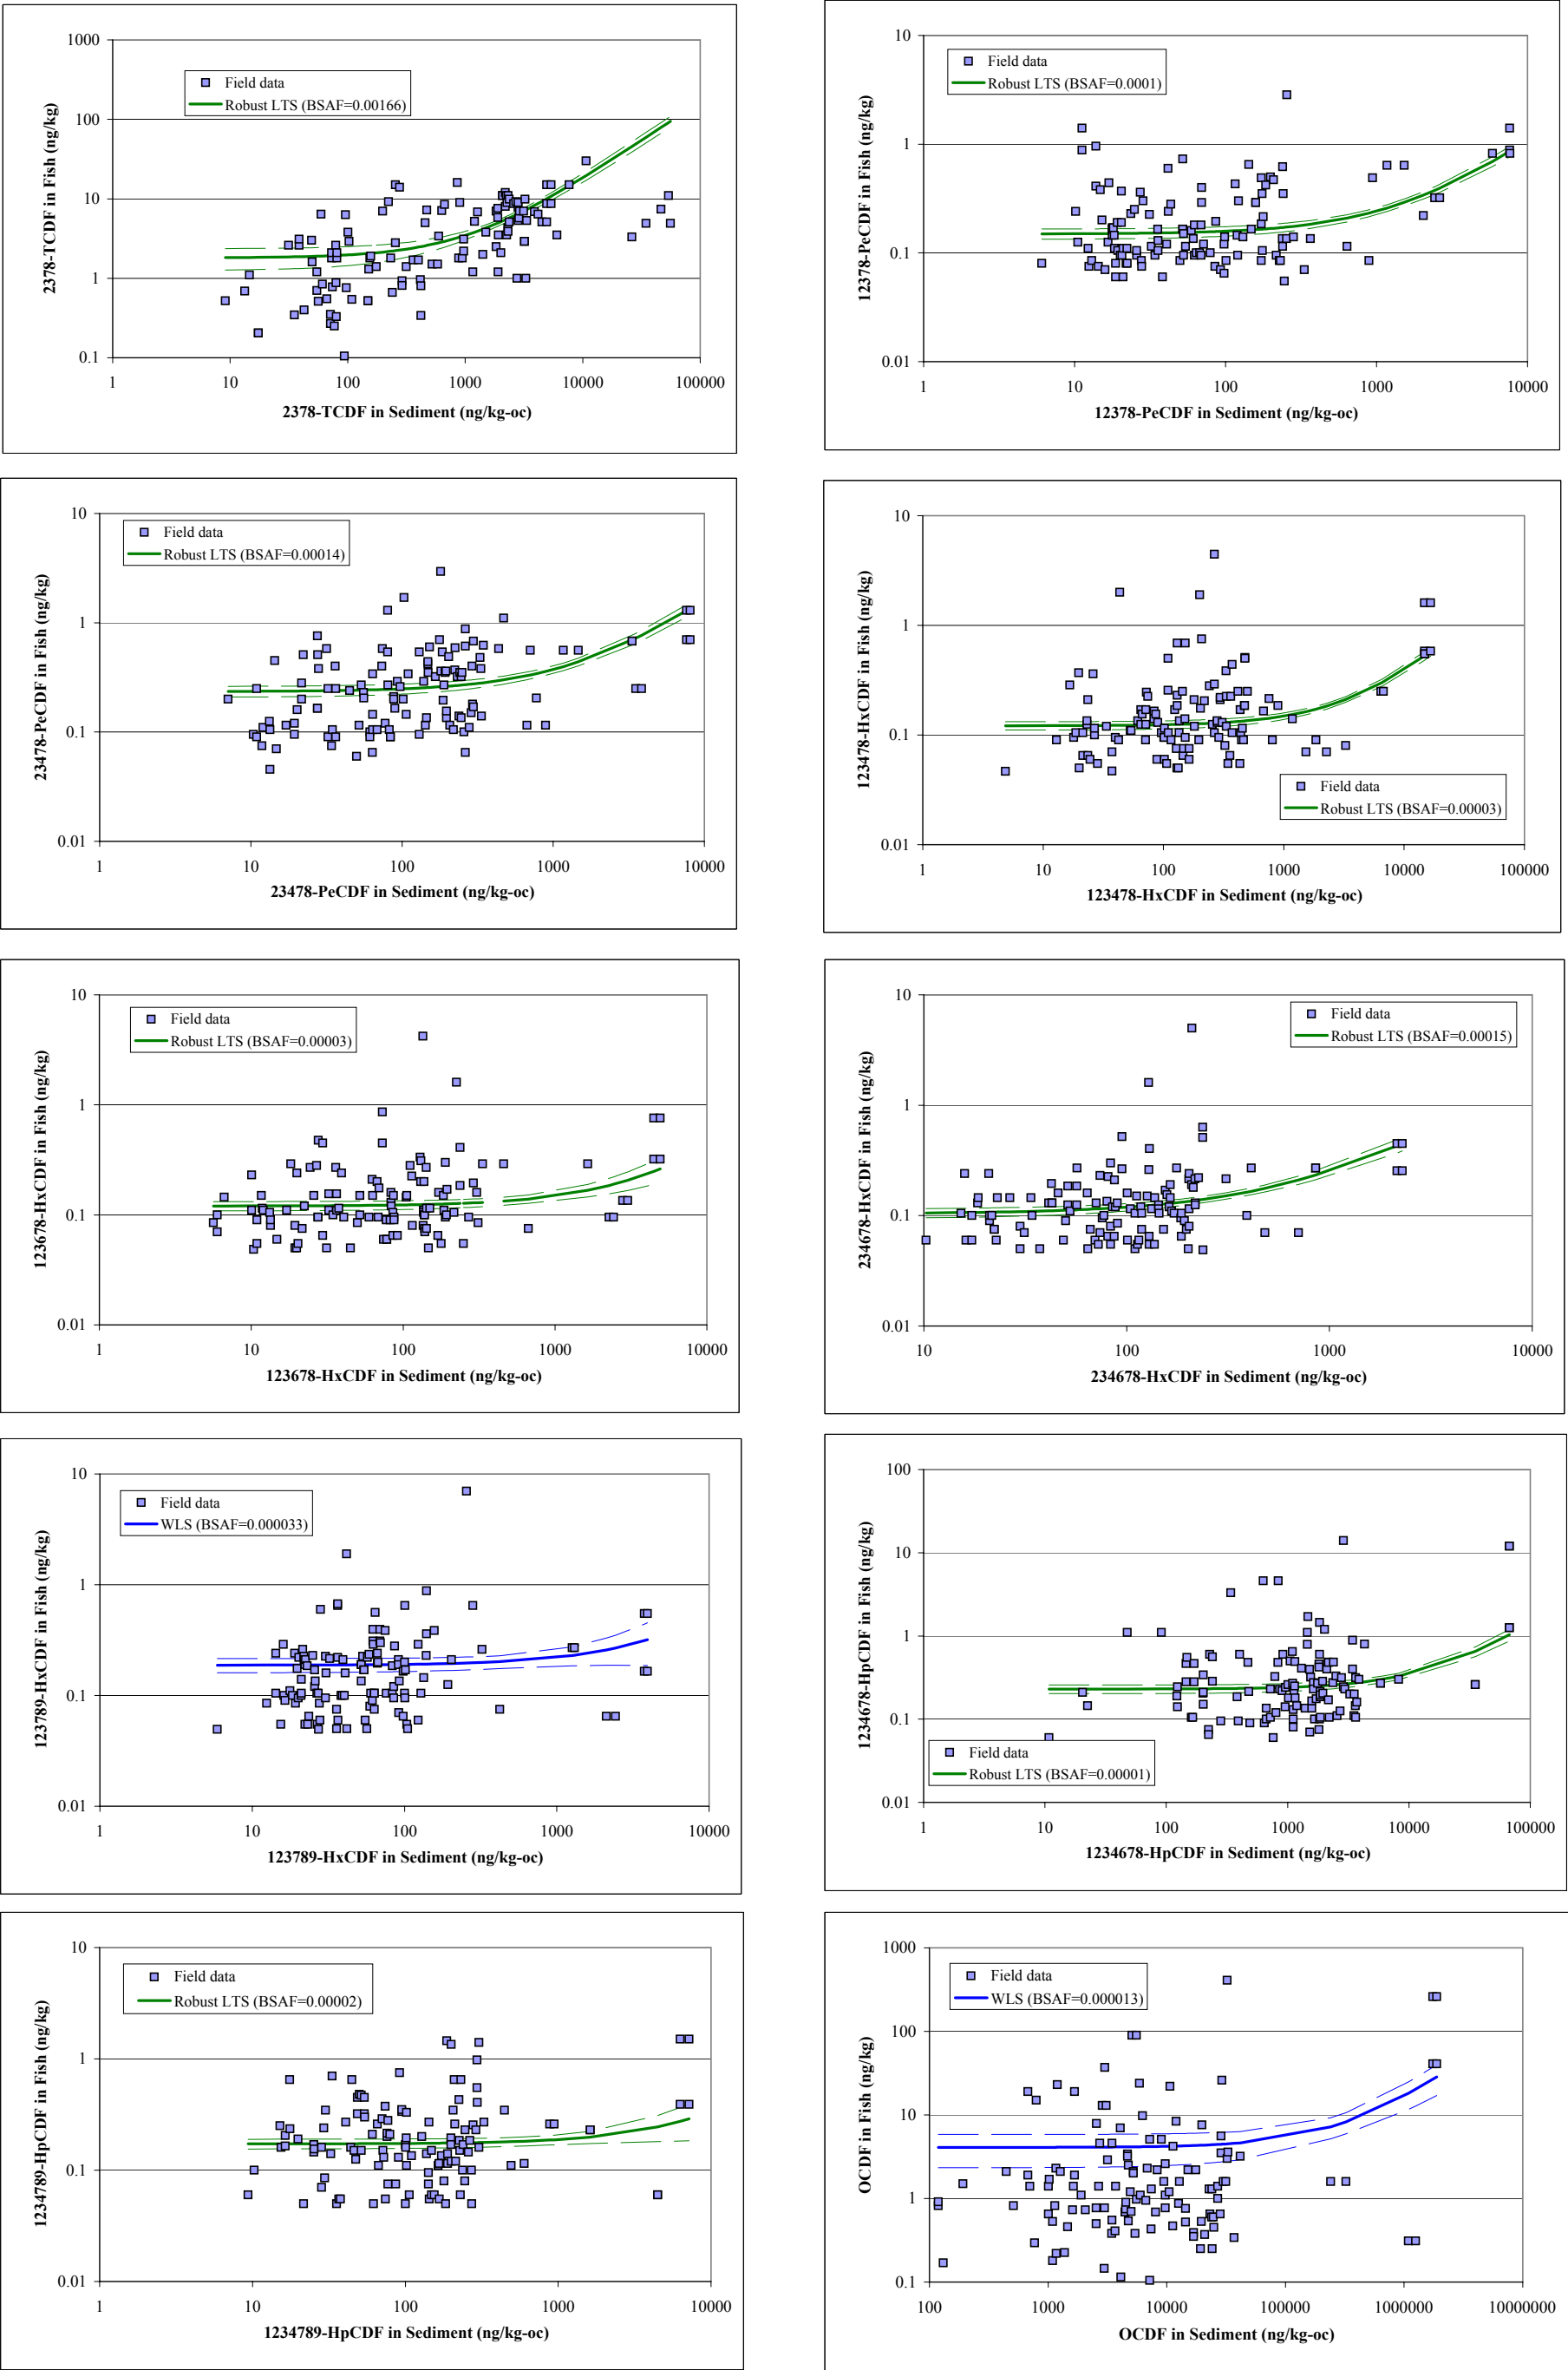 1000
100
10
1
0.1
2378-TCDF in Fish (ng/kg)
Field data
Robust LTS (BSAF=0.00166)
1 10 100 1000 10000 100000
2378-TCDF in Sediment (ng/kg-oc)
10
1
0.1
0.01
12378-PeCDF in Fish (ng/kg)
Field data
Robust LTS (BSAF=0.0001)
1 10 100 1000 10000
12378-PeCDF in Sediment (ng/kg-oc)
10
1
0.1
0.01
23478-PeCDF in Fish (ng/kg)
Field data
Robust LTS (BSAF=0.00014)
1 10 100 1000 10000
23478-PeCDF in Sediment (ng/kg-oc)
10
1
0.1
0.01
123478-HxCDF in Fish (ng/kg)
Field data
Robust LTS (BSAF=0.00003)
1 10 100 1000 10000 100000
123478-HxCDF in Sediment (ng/kg-oc)
10
1
0.1
0.01
123678-HxCDF in Fish (ng/kg)
Field data
Robust LTS (BSAF=0.00003)
1 10 100 1000 10000
123678-HxCDF in Sediment (ng/kg-oc)
10
1
0.1
0.01
234678-HxCDF in Fish (ng/kg)
Field data
Robust LTS (BSAF=0.00015)
10 100 1000 10000
234678-HxCDF in Sediment (ng/kg-oc)
10
1
0.1
0.01
123789-HxCDF in Fish (ng/kg)
Field data
WLS (BSAF=0.000033)
1 10 100 1000 10000
123789-HxCDF in Sediment (ng/kg-oc)
100
10
1
0.1
0.01
1234678-HpCDF in Fish (ng/kg)
Field data
Robust LTS (BSAF=0.00001)
1 10 100 1000 10000 100000
1234678-HpCDF in Sediment (ng/kg-oc)
10
1
0.1
0.01
1234789-HpCDF in Fish (ng/kg)
Field data
Robust LTS (BSAF=0.00002)
1 10 100 1000 10000
1234789-HpCDF in Sediment (ng/kg-oc)
1000
100
10
1
0.1
OCDF in Fish (ng/kg)
Field data
WLS (BSAF=0.000013)
100 1000 10000 100000 1000000 10000000
OCDF in Sediment (ng/kg-oc)